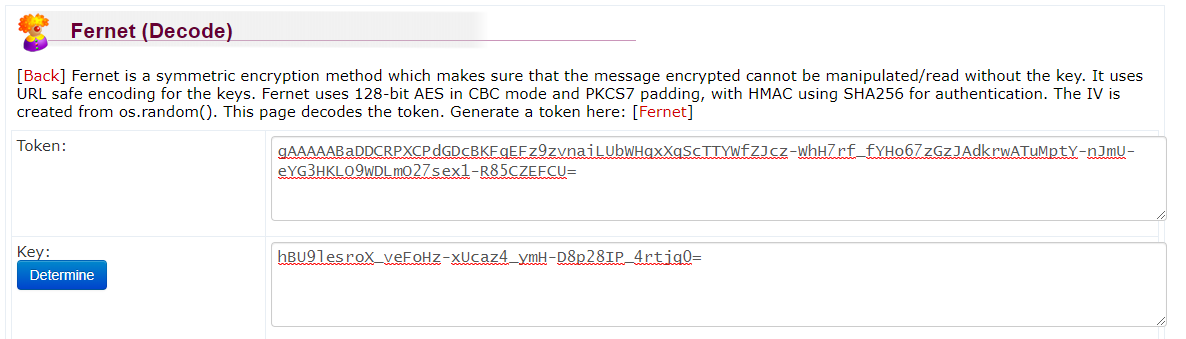 Fernet (Decode)
[Back] Fernet is a symmetric encryption method which makes sure that the message encrypted cannot be manipulated/read without the key. It uses
URL safe encoding for the keys. Fernet uses 128-bit AES in CBC mode and PKCS7 padding, with HMAC using SHA256 for authentication. The IV is
created from os.random(). This page decodes the token. Generate a token here: [Fernet]
Token:
gAAAAABaDDCRPXCPdGDcBKFqEFz9zvnaiLUbWHqxXqScTTYWfZJcz-WhH7rf_fYHo67zGzJAdkrwATuMptY-nJmU-
eYG3HKLO9WDLmO27sex1-R85CZEFCU=
Key:
hBU9lesroX_veFoHz-xUcaz4_ymH-D8p28IP_4rtjq0=
Determine